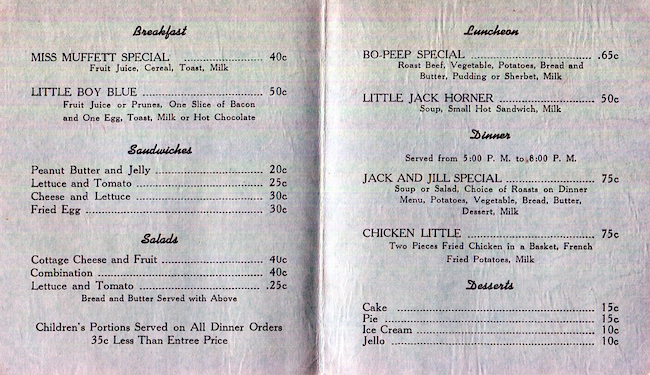 Breakfast
MISS MUFFETT SPECIAL .................... 40c
Fruit Juice, Cereal, Toast, Milk
LITTLE BOY BLUE ............................ 50c
Fruit Juice or Prunes, One Slice of Bacon
and One Egg, Toast, Milk or Hot Chocolate
Sandwiches
Peanut Butter and Jelly ............................ 20c
Lettuce and Tomato ................................ 25c
Cheese and Lettuce ................................ 30c
Fried Egg ............................................ 30c
Salads
Cottage Cheese and Fruit ........................ 40c
Combination ........................................ 40c
Lettuce and Tomato ................................ .25c
Bread and Butter Served with Above
Children's Portions Served on All Dinner Orders
35c Less Than Entree Price
Luncheon
BO-PEEP SPECIAL ............................ .65c
Roast Beef, Vegetable, Potatoes, Bread and
Butter, Pudding or Sherbet, Milk
LITTLE JACK HORNER ........................ 50c
Soup, Small Hot Sandwich, Milk
Dinner
Served from 5:00 P. M. to 8:00 P. M.
JACK AND JILL SPECIAL .................... 75c
Soup or Salad, Choice of Roasts on Dinner
Menu, Potatoes, Vegetable, Bread, Butter,
Dessert, Milk
CHICKEN LITTLE ............................ 75c
Two Pieces Fried Chicken in a Basket, French
Fried Potatoes, Milk
Desserts
Cake ................................................ 15c
Pie .................................................. 15c
Ice Cream .......................................... 10c
Jello ................................................ 10c